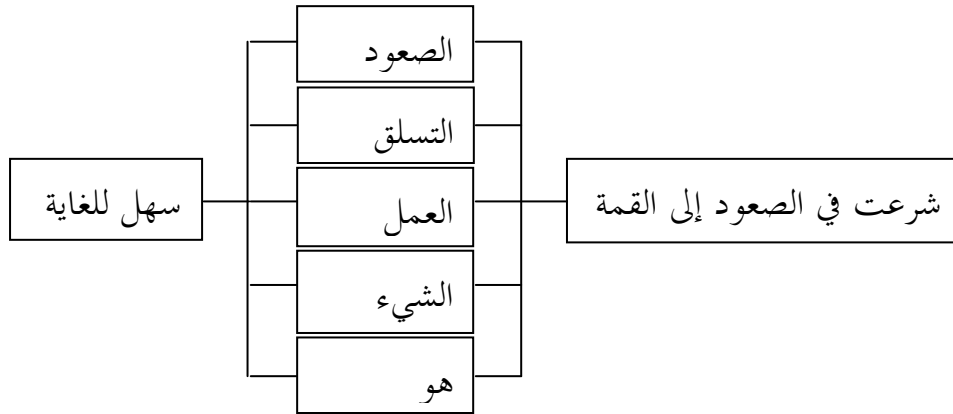 شرعت في الصعود إلى القمة
الصعود
التسلق
العمل
الشيء
هو
سهل للغاية